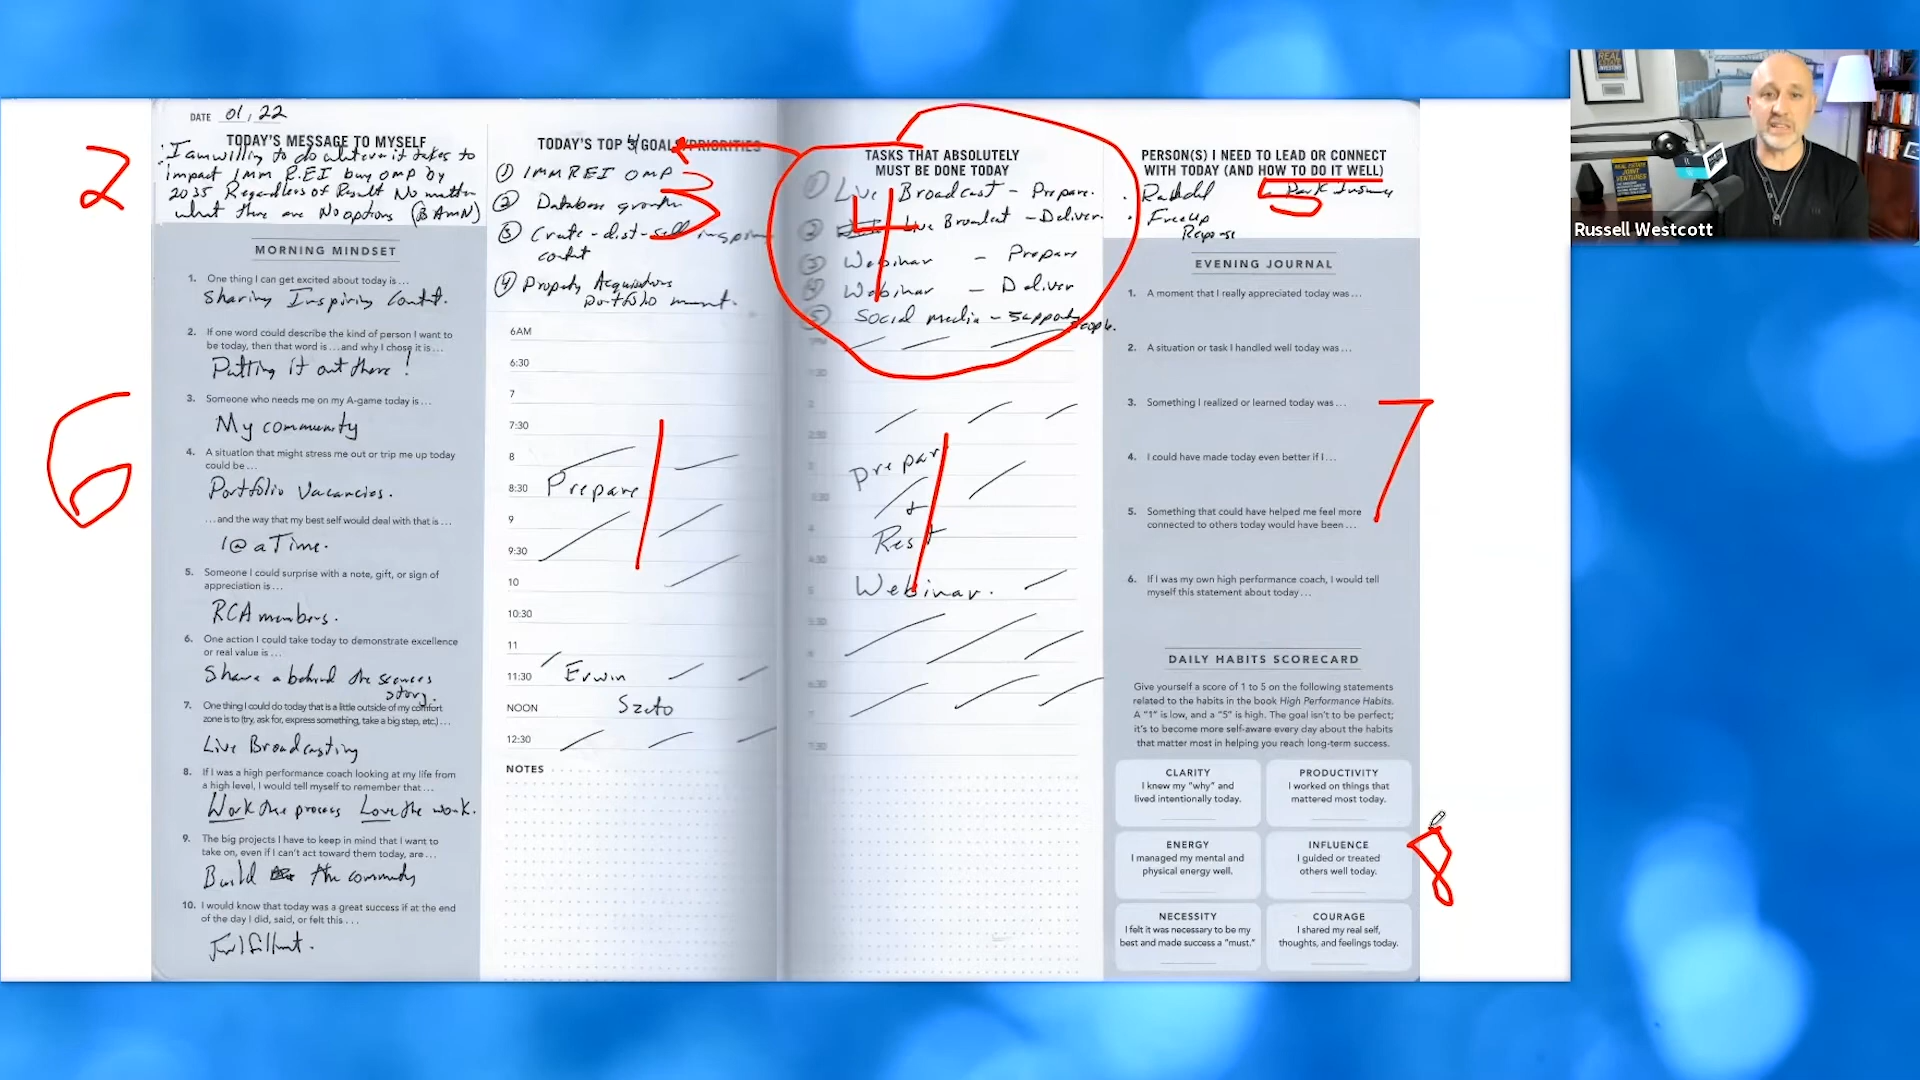 DATE 01, 22
TODAY'S MESSAGE TO MYSELF
I am willing to do whatever it takes to
impact 1mm R.E.I buy OMP by
2035 Regardless of Result No matter
what there are No options (BAMN)
2
MORNING MINDSET
1. One thing I can get excited about today is ...
Sharing Inspiring Content.
2. If one word could describe the kind of person I want to
be today, then that word is ... and why I chose it is ...
Putting it out there!
3. Someone who needs me on my A-game today is ...
My community
4. A situation that might stress me out or trip me up today
could be ...
Portfolio Vacancies.
... and the way that my best self would deal with that is ...
1@ a Time.
5. Someone I could surprise with a note, gift, or sign of
appreciation is ...
RCA members.
6. One action I could take today to demonstrate excellence
or real value is ...
Share a behind the scenes
story.
7. One thing I could do today that is a little outside of my comfort
zone is to (try, ask for, express something, take a big step, etc.) ...
Live Broadcasting
8. If I was a high performance coach looking at my life from
a high level, I would tell myself to remember that ...
Work the process Love the work.
9. The big projects I have to keep in mind that I want to
take on, even if I can't act toward them today, are ...
Build the community
10. I would know that today was a great success if at the end
of the day I did, said, or felt this ...
6
TODAY'S TOP 4 GOALS/PRIORITIES
① 1MM REI OMP
② Database growth
③ Create - dist - sell inspiring
content
④ Property Acquisitions
portfolio
3
6AM
6:30
7
7:30
8
8:30 Prepare
9
9:30
10
10:30
11
11:30 Erwin
NOON Szeto
12:30
NOTES
1
TASKS THAT ABSOLUTELY
MUST BE DONE TODAY
① Live Broadcast - Prepare.
② Live Broadcast - Deliver.
③ Webinar - Prepare
④ Webinar - Deliver
⑤ Social media - support people.
4
1PM
1:30
2
2:30
3 Prepare
3:30 +
4 Rest
4:30
5 Webinar.
5:30
6
6:30
7
7:30
1
PERSON(S) I NEED TO LEAD OR CONNECT
WITH TODAY (AND HOW TO DO IT WELL)
5
EVENING JOURNAL
1. A moment that I really appreciated today was ...
2. A situation or task I handled well today was ...
3. Something I realized or learned today was ...
4. I could have made today even better if I ...
5. Something that could have helped me feel more
connected to others today would have been ...
6. If I was my own high performance coach, I would tell
myself this statement about today ...
7
DAILY HABITS SCORECARD
Give yourself a score of 1 to 5 on the following statements
related to the habits in the book High Performance Habits.
A "1" is low, and a "5" is high. The goal isn't to be perfect;
it's to become more self-aware every day about the habits
that matter most in helping you reach long-term success.
CLARITY
I knew my "why" and
lived intentionally today.
PRODUCTIVITY
I worked on things that
mattered most today.
ENERGY
I managed my mental and
physical energy well.
INFLUENCE
I guided or treated
others well today.
NECESSITY
I felt it was necessary to be my
best and made success a "must."
COURAGE
I shared my real self,
thoughts, and feelings today.
8
Russell Westcott